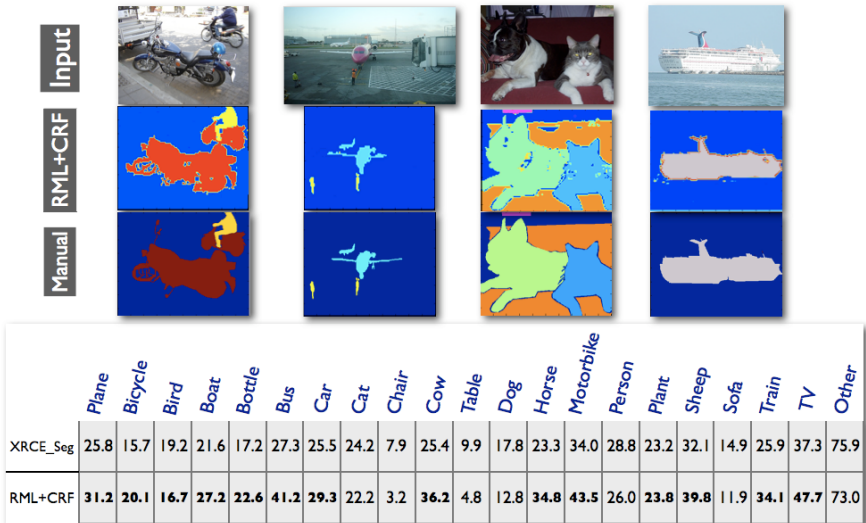 Input
RML+CRF
Manual
Plane Bicycle Bird Boat Bottle Bus Car Cat Chair Cow Table Dog Horse Motorbike Person Plant Sheep Sofa Train TV Other
XRCE_Seg 25.8 15.7 19.2 21.6 17.2 27.3 25.5 24.2 7.9 25.4 9.9 17.8 23.3 34.0 28.8 23.2 32.1 14.9 25.9 37.3 75.9
RML+CRF 31.2 20.1 16.7 27.2 22.6 41.2 29.3 22.2 3.2 36.2 4.8 12.8 34.8 43.5 26.0 23.8 39.8 11.9 34.1 47.7 73.0